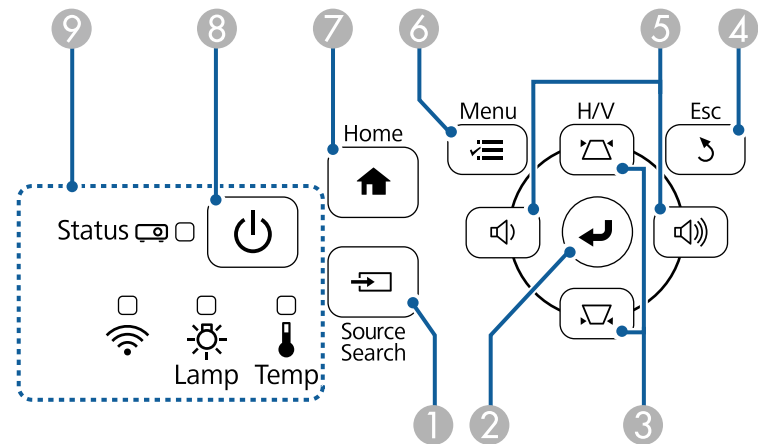 9 8 7 6 5 4
Menu H/V Esc
Home
Status
Source
Search
Lamp Temp
1 2 3